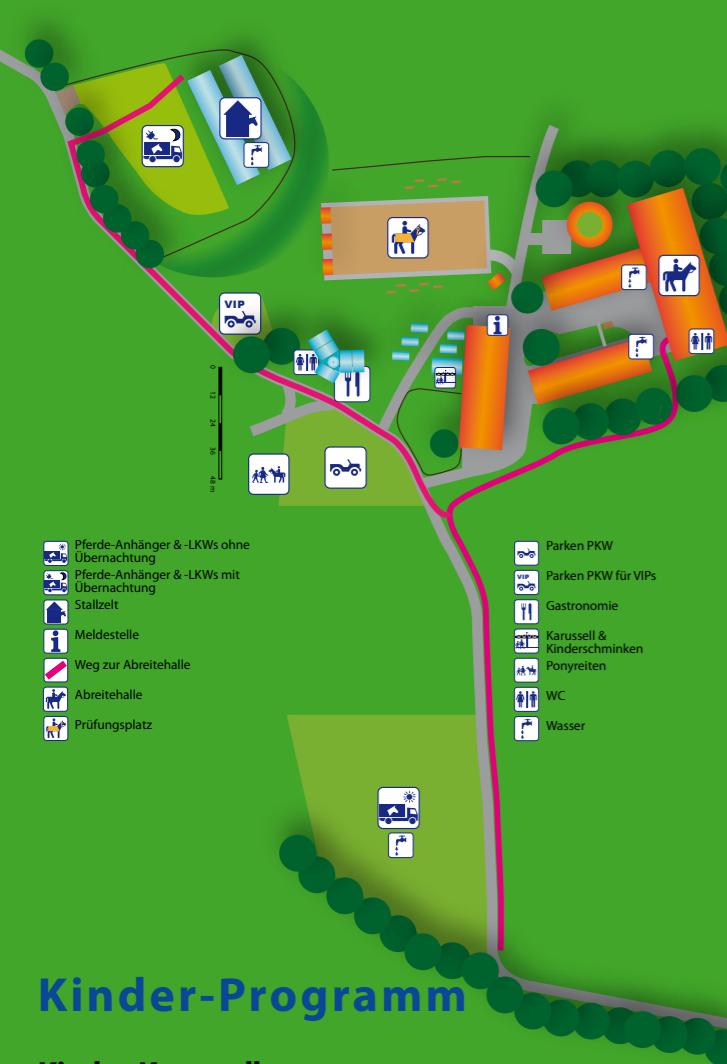 VIP
i
0
12
24
36
48 m
Pferde-Anhänger & -LKWs ohne
Übernachtung
Pferde-Anhänger & -LKWs mit
Übernachtung
Stallzelt
i
Meldestelle
Weg zur Abreitehalle
Abreitehalle
Prüfungsplatz
Parken PKW
VIP
Parken PKW für VIPs
Gastronomie
Karussell &
Kinderschminken
Ponyreiten
WC
Wasser
Kinder-Programm